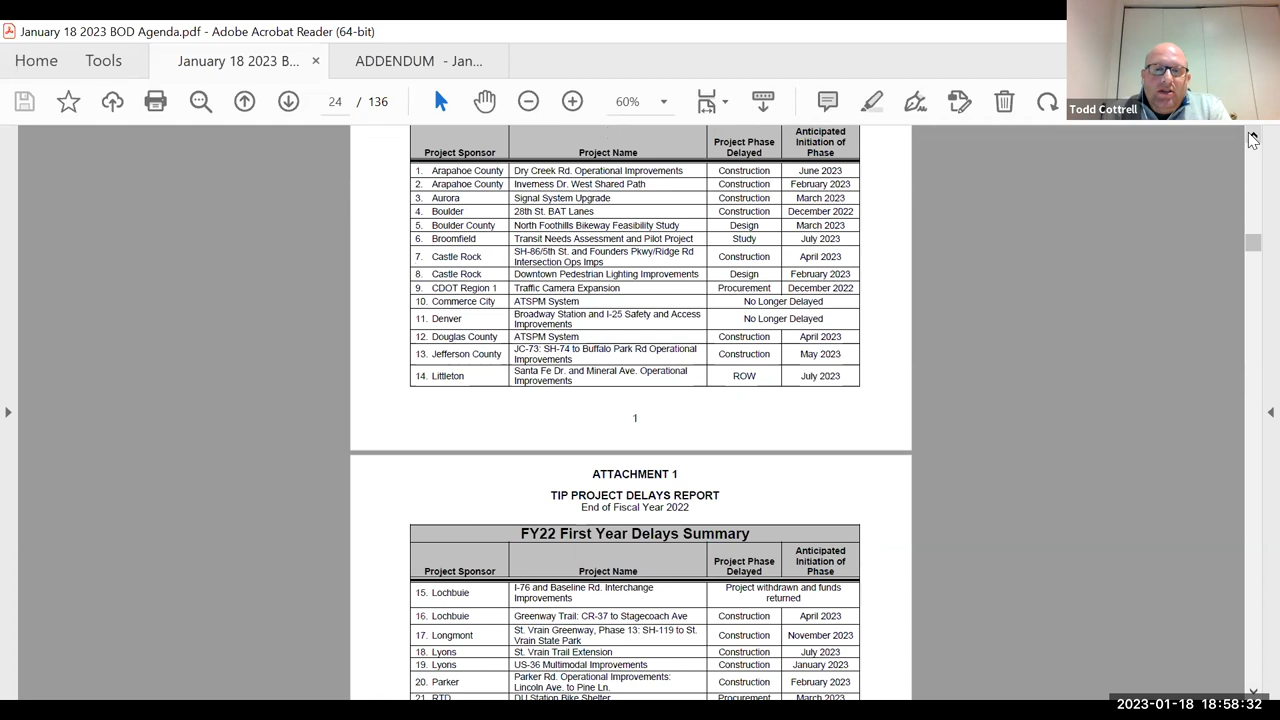 January 18 2023 BOD Agenda.pdf - Adobe Acrobat Reader (64-bit)
Home Tools January 18 2023 B... × ADDENDUM - Jan...
24 / 136 60%
Todd Cottrell
Project Sponsor Project Name Project Phase Delayed Anticipated Initiation of Phase
1. Arapahoe County Dry Creek Rd. Operational Improvements Construction June 2023
2. Arapahoe County Inverness Dr. West Shared Path Construction February 2023
3. Aurora Signal System Upgrade Construction March 2023
4. Boulder 28th St. BAT Lanes Construction December 2022
5. Boulder County North Foothills Bikeway Feasibility Study Design March 2023
6. Broomfield Transit Needs Assessment and Pilot Project Study July 2023
7. Castle Rock SH-86/5th St. and Founders Pkwy/Ridge Rd Intersection Ops Imps Construction April 2023
8. Castle Rock Downtown Pedestrian Lighting Improvements Design February 2023
9. CDOT Region 1 Traffic Camera Expansion Procurement December 2022
10. Commerce City ATSPM System No Longer Delayed
11. Denver Broadway Station and I-25 Safety and Access Improvements No Longer Delayed
12. Douglas County ATSPM System Construction April 2023
13. Jefferson County JC-73: SH-74 to Buffalo Park Rd Operational Improvements Construction May 2023
14. Littleton Santa Fe Dr. and Mineral Ave. Operational Improvements ROW July 2023
1
ATTACHMENT 1
TIP PROJECT DELAYS REPORT
End of Fiscal Year 2022
FY22 First Year Delays Summary
Project Sponsor Project Name Project Phase Delayed Anticipated Initiation of Phase
15. Lochbuie I-76 and Baseline Rd. Interchange Improvements Project withdrawn and funds returned
16. Lochbuie Greenway Trail: CR-37 to Stagecoach Ave Construction April 2023
17. Longmont St. Vrain Greenway, Phase 13: SH-119 to St. Vrain State Park Construction November 2023
18. Lyons St. Vrain Trail Extension Construction July 2023
19. Lyons US-36 Multimodal Improvements Construction January 2023
20. Parker Parker Rd. Operational Improvements: Lincoln Ave. to Pine Ln. Construction February 2023
21. RTD DU Station Bike Shelter Procurement March 2023
2023-01-18 18:58:32